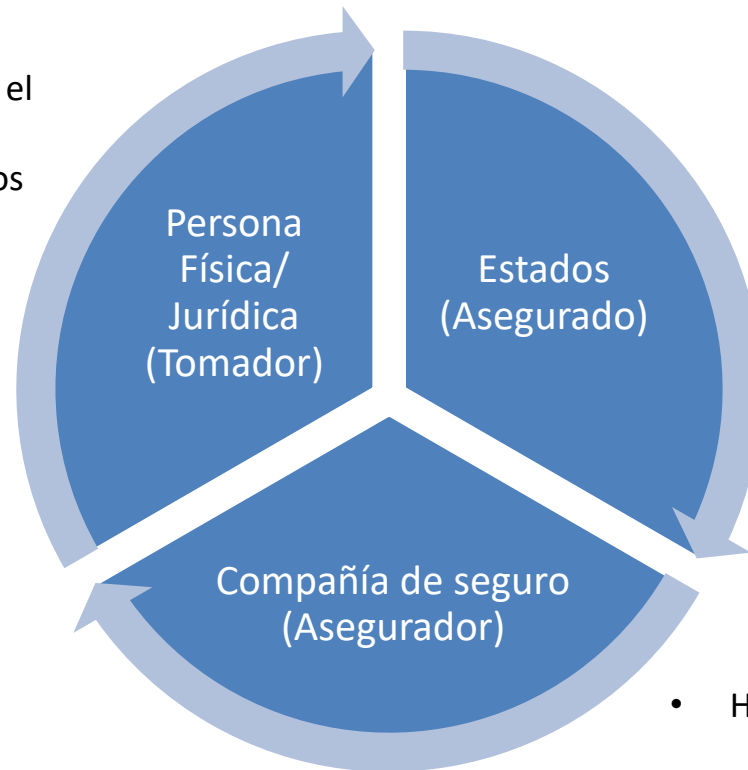 el
os
Persona
Física/
Jurídica
(Tomador)
Estados
(Asegurado)
Compañía de seguro
(Asegurador)
• H